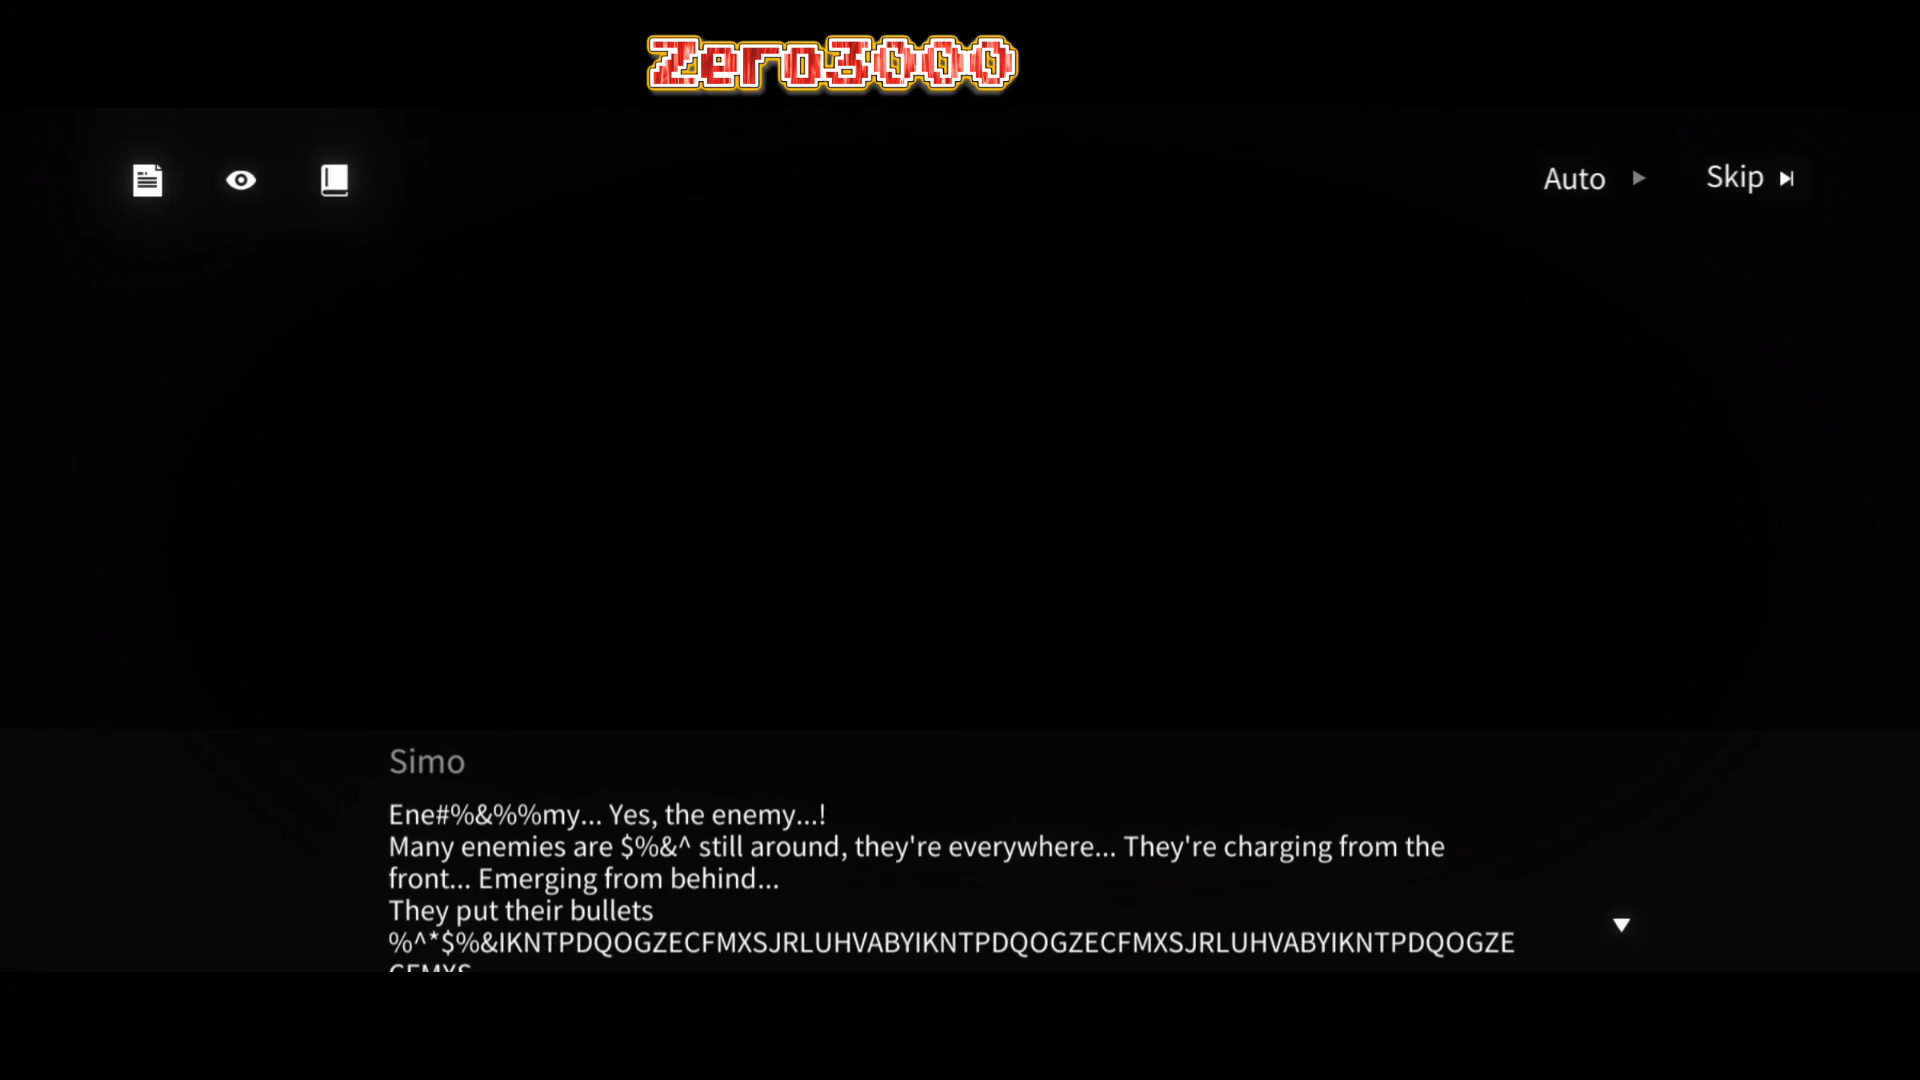 Zero3000
Auto
Skip
Simo
Ene#%&%%my... Yes, the enemy...!
Many enemies are $%&^ still around, they're everywhere... They're charging from the
front... Emerging from behind...
They put their bullets
%^*$%&IKNTPDQOGZECFMXSJRLUHVABYIKNTPDQOGZECFMXSJRLUHVABYIKNTPDQOGZE
CFMXS